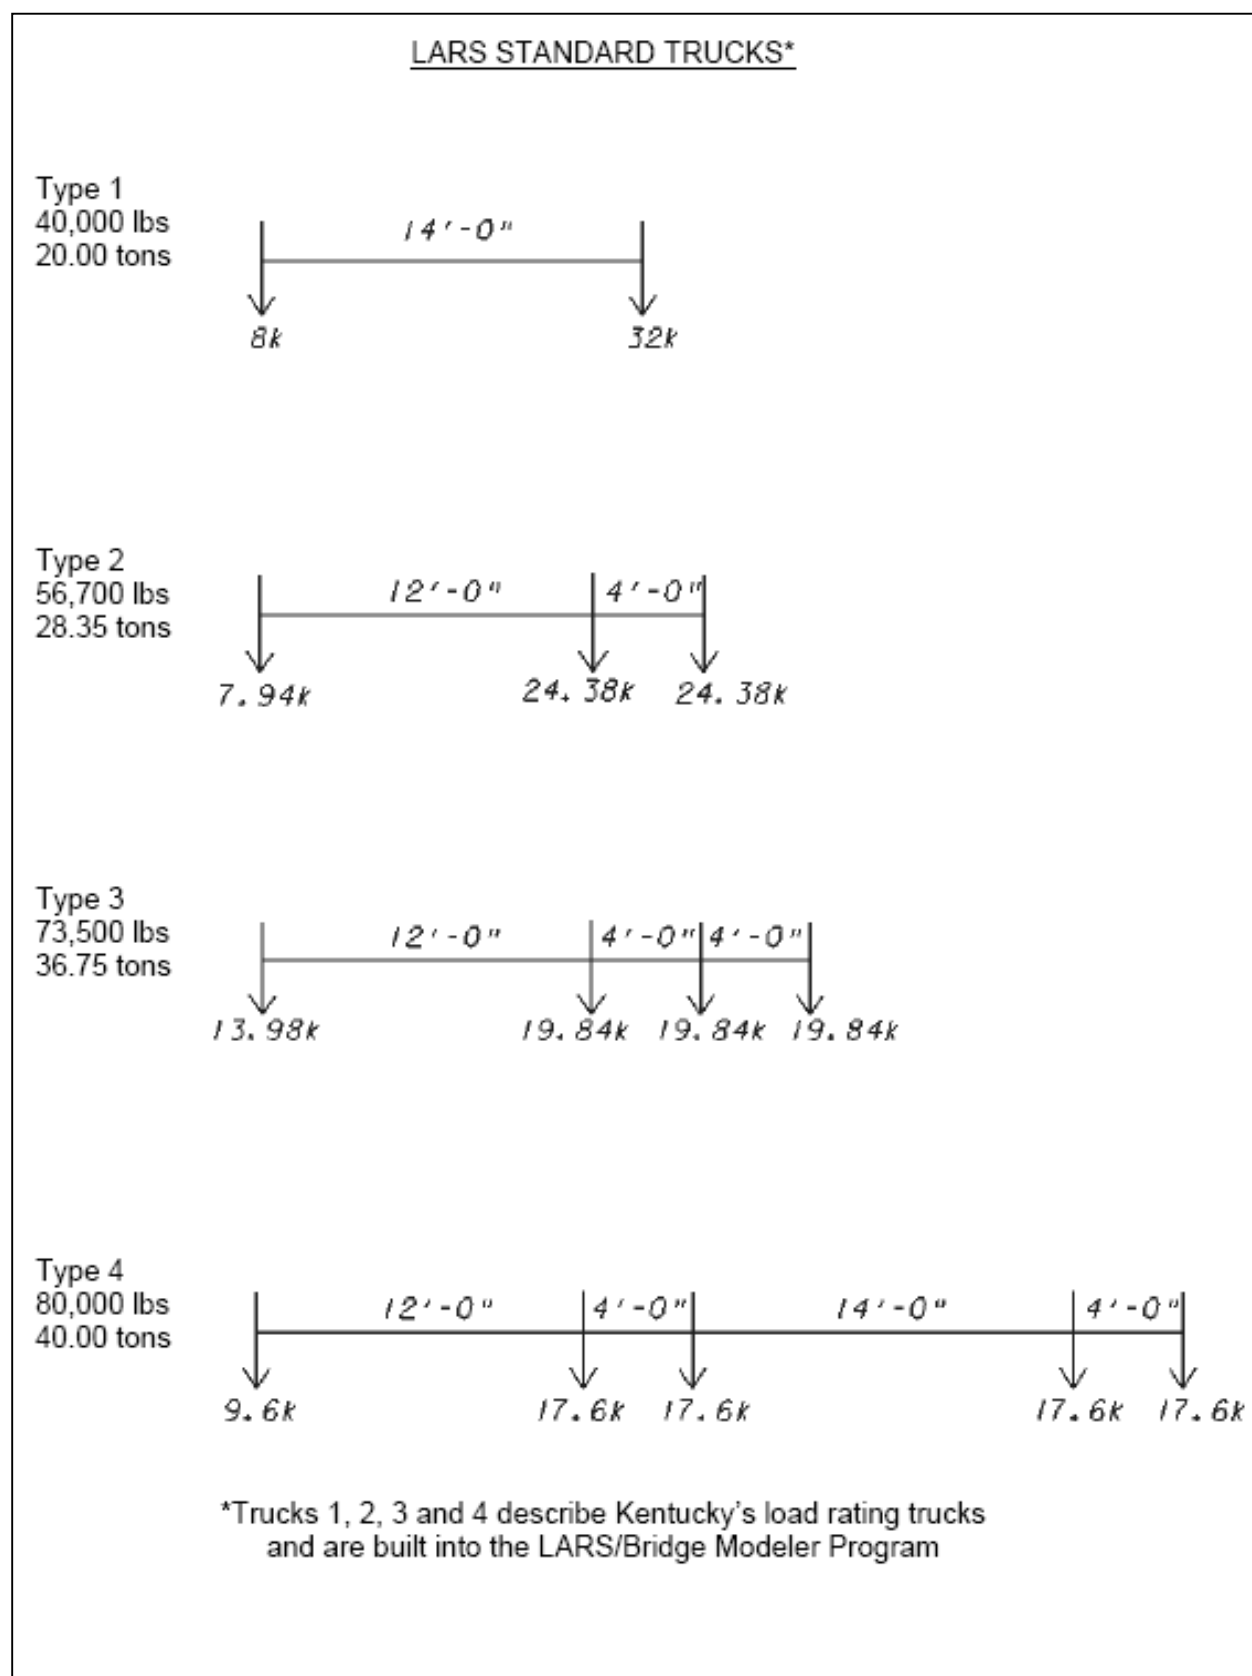 LARS STANDARD TRUCKS*
Type 1
40,000 lbs
20.00 tons
14'-0"
8k
32k
Type 2
56,700 lbs
28.35 tons
12'-0"
4'-0"
7.94k
24.38k
24.38k
Type 3
73,500 lbs
36.75 tons
12'-0"
4'-0"
4'-0"
13.98k
19.84k
19.84k
19.84k
Type 4
80,000 lbs
40.00 tons
12'-0"
4'-0"
14'-0"
4'-0"
9.6k
17.6k
17.6k
17.6k
17.6k
*Trucks 1, 2, 3 and 4 describe Kentucky's load rating trucks
and are built into the LARS/Bridge Modeler Program